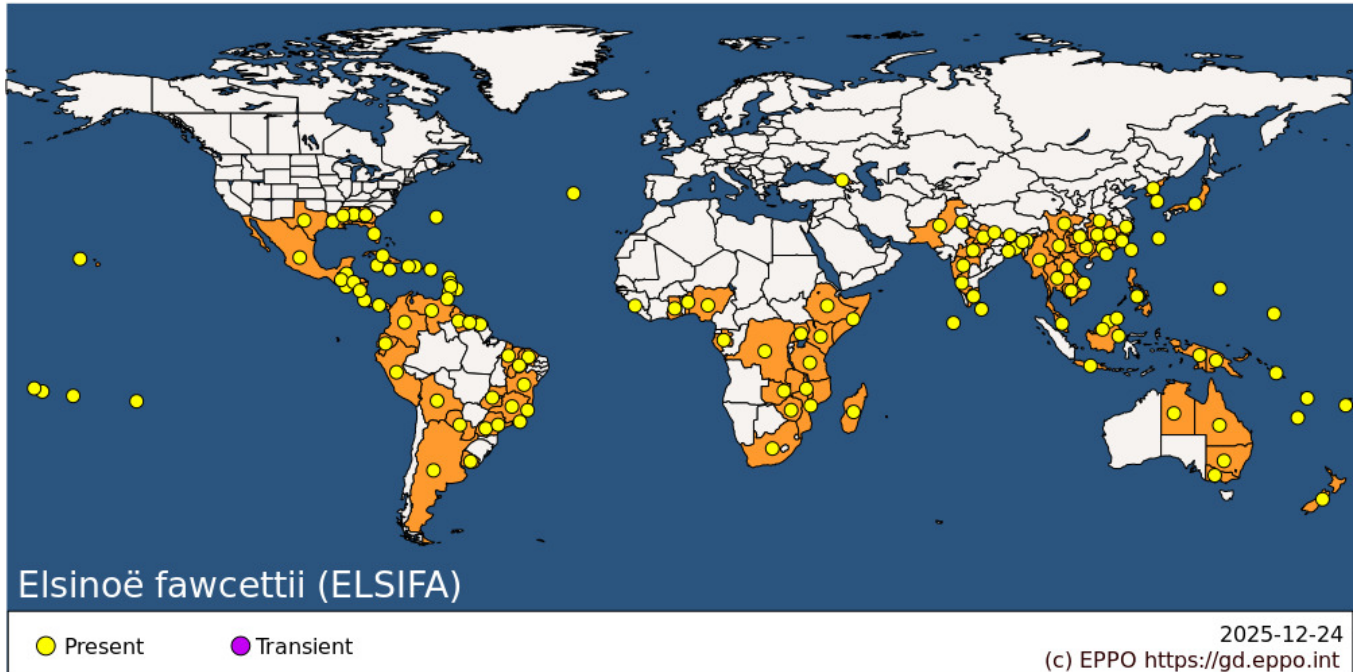 Elsinoë fawcettii (ELSIFA)
Present
Transient
2025-12-24
(c) EPPO https://gd.eppo.int